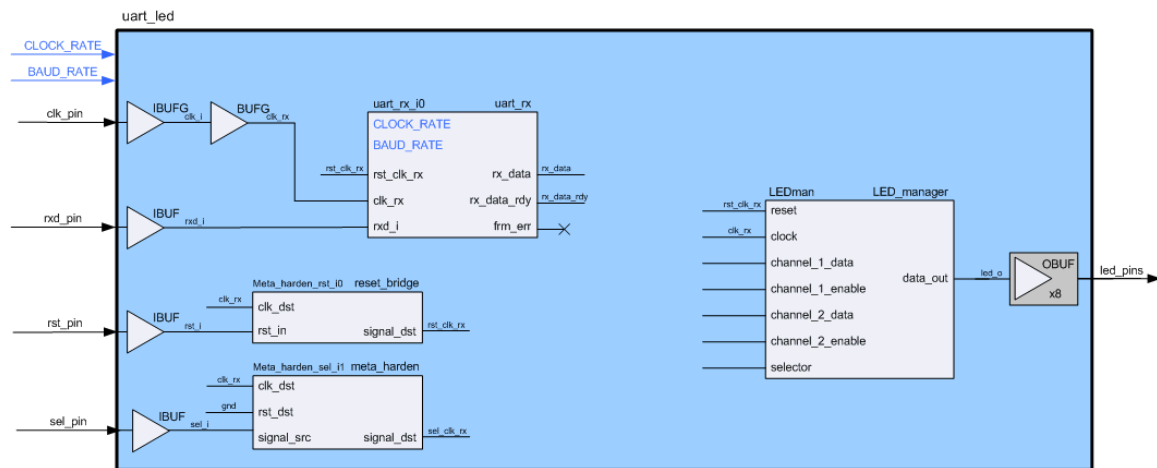 uart_led
CLOCK_RATE
BAUD_RATE
clk_pin
IBUFG
clk_i
BUFG
clk_rx
uart_rx_i0 uart_rx
CLOCK_RATE
BAUD_RATE
rst_clk_rx
rst_clk_rx
rx_data
rx_data
clk_rx
rx_data_rdy
rx_data_rdy
rxd_i
frm_err
rxd_pin
IBUF
rxd_i
Meta_harden_rst_i0 reset_bridge
clk_rx
clk_dst
rst_pin
IBUF
rst_i
rst_in
signal_dst
rst_clk_rx
Meta_harden_sel_i1 meta_harden
clk_rx
clk_dst
gnd
rst_dst
sel_pin
IBUF
sel_i
signal_src
signal_dst
sel_clk_rx
LEDman LED_manager
rst_clk_rx
reset
clk_rx
clock
channel_1_data
channel_1_enable
channel_2_data
channel_2_enable
selector
data_out
led_o
OBUF
x8
led_pins